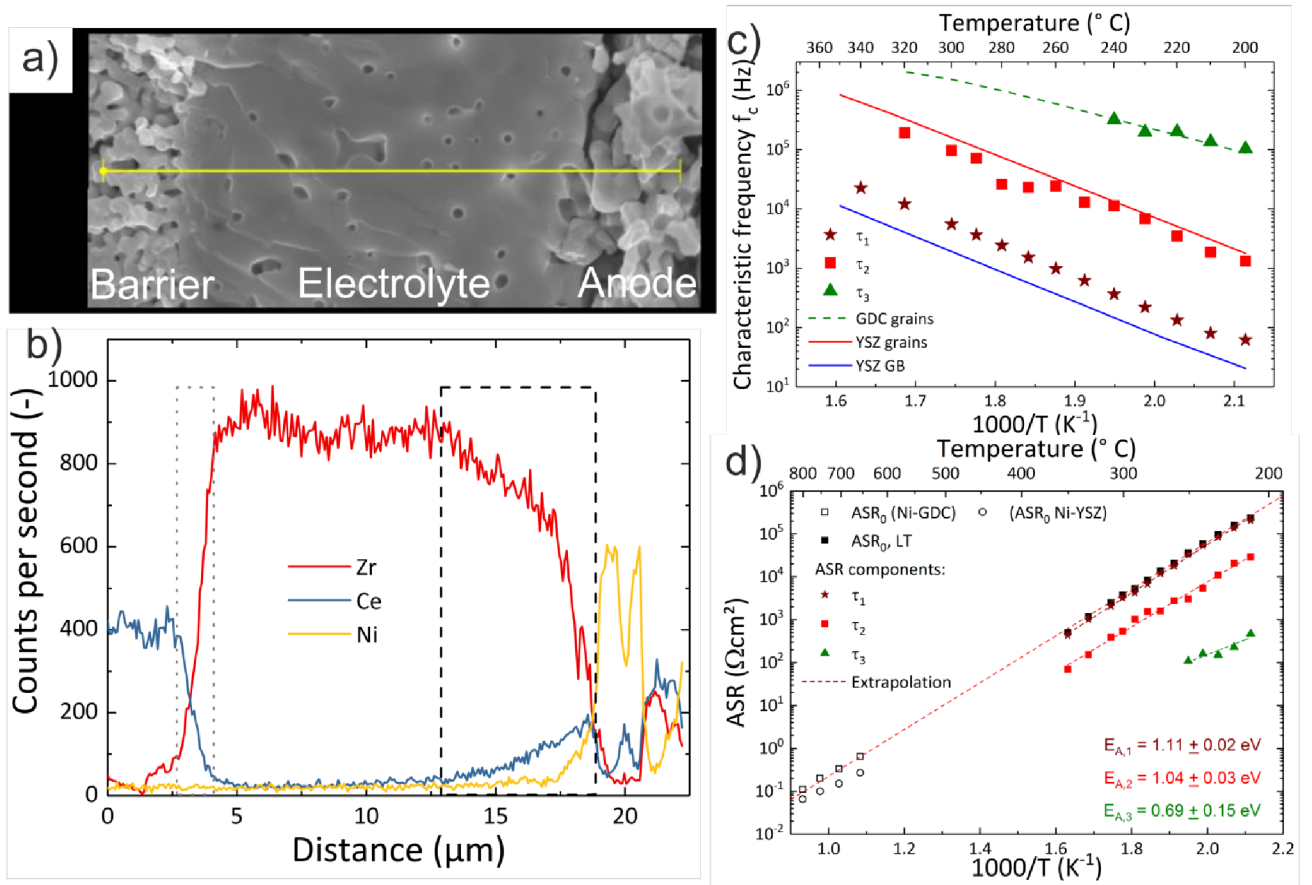 a)
Barrier Electrolyte Anode
b)
Counts per second (-)
1000
800
600
400
200
0
Zr
Ce
Ni
0 5 10 15 20
Distance (µm)
c)
Temperature (° C)
360 340 320 300 280 260 240 220 200
Characteristic frequency f_c (Hz)
10^6
10^5
10^4
10^3
10^2
10^1
τ_1
τ_2
τ_3
GDC grains
YSZ grains
YSZ GB
1.6 1.7 1.8 1.9 2.0 2.1
1000/T (K^-1)
d)
Temperature (° C)
800 700 600 500 400 300 200
ASR (Ωcm²)
10^6
10^5
10^4
10^3
10^2
10^1
10^0
10^-1
10^-2
ASR_0 (Ni-GDC) (ASR_0 Ni-YSZ)
ASR_0, LT
ASR components:
τ_1
τ_2
τ_3
Extrapolation
E_A,1 = 1.11 ± 0.02 eV
E_A,2 = 1.04 ± 0.03 eV
E_A,3 = 0.69 ± 0.15 eV
1.0 1.2 1.4 1.6 1.8 2.0 2.2
1000/T (K^-1)